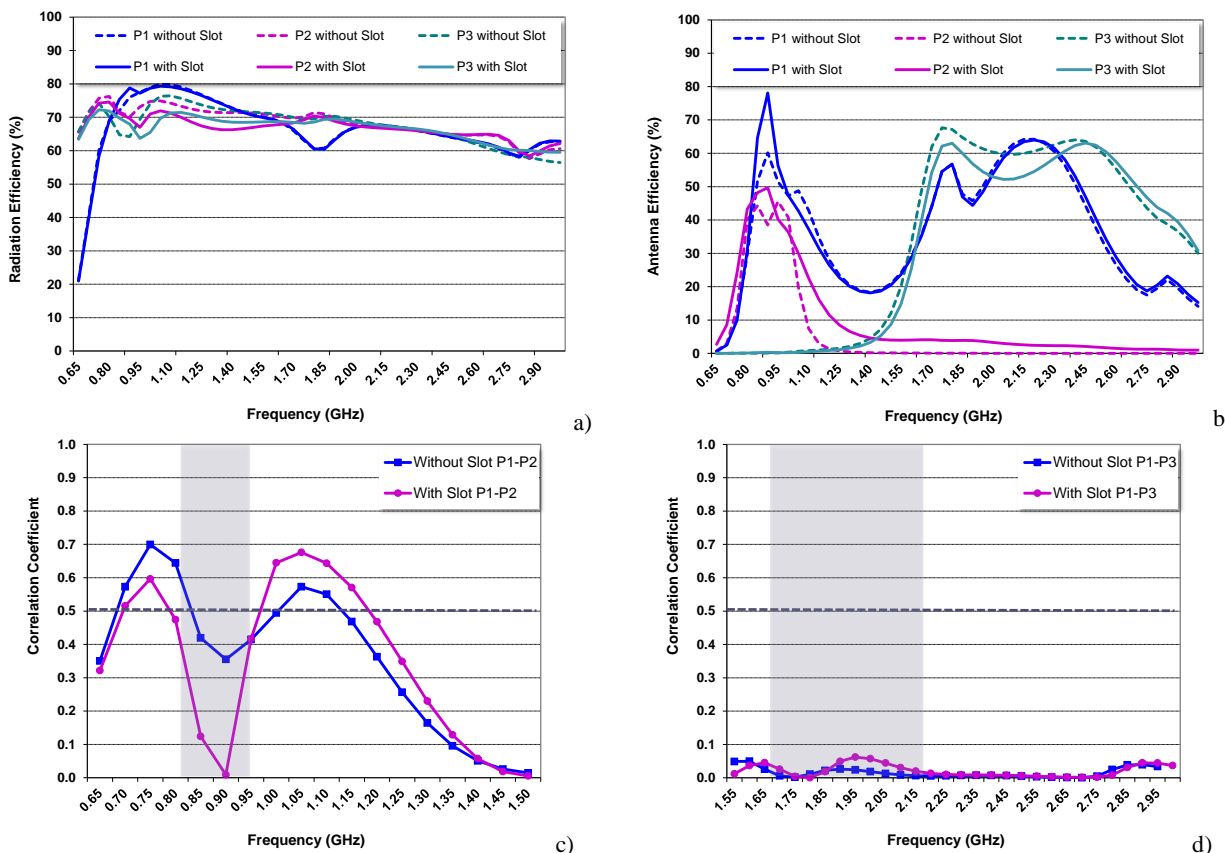 P1 without Slot P2 without Slot P3 without Slot
P1 with Slot P2 with Slot P3 with Slot
Radiation Efficiency (%)
100
90
80
70
60
50
40
30
20
10
0
0.65 0.80 0.95 1.10 1.25 1.40 1.55 1.70 1.85 2.00 2.15 2.30 2.45 2.60 2.75 2.90
Frequency (GHz)
a)
P1 without Slot P2 without Slot P3 without Slot
P1 with Slot P2 with Slot P3 with Slot
Antenna Efficiency (%)
100
90
80
70
60
50
40
30
20
10
0
0.65 0.80 0.95 1.10 1.25 1.40 1.55 1.70 1.85 2.00 2.15 2.30 2.45 2.60 2.75 2.90
Frequency (GHz)
b
Without Slot P1-P2
With Slot P1-P2
Correlation Coefficient
1.0
0.9
0.8
0.7
0.6
0.5
0.4
0.3
0.2
0.1
0.0
0.65 0.70 0.75 0.80 0.85 0.90 0.95 1.00 1.05 1.10 1.15 1.20 1.25 1.30 1.35 1.40 1.45 1.50
Frequency (GHz)
c)
Without Slot P1-P3
With Slot P1-P3
Correlation Coefficient
1.0
0.9
0.8
0.7
0.6
0.5
0.4
0.3
0.2
0.1
0.0
1.55 1.65 1.75 1.85 1.95 2.05 2.15 2.25 2.35 2.45 2.55 2.65 2.75 2.85 2.95
Frequency (GHz)
d)